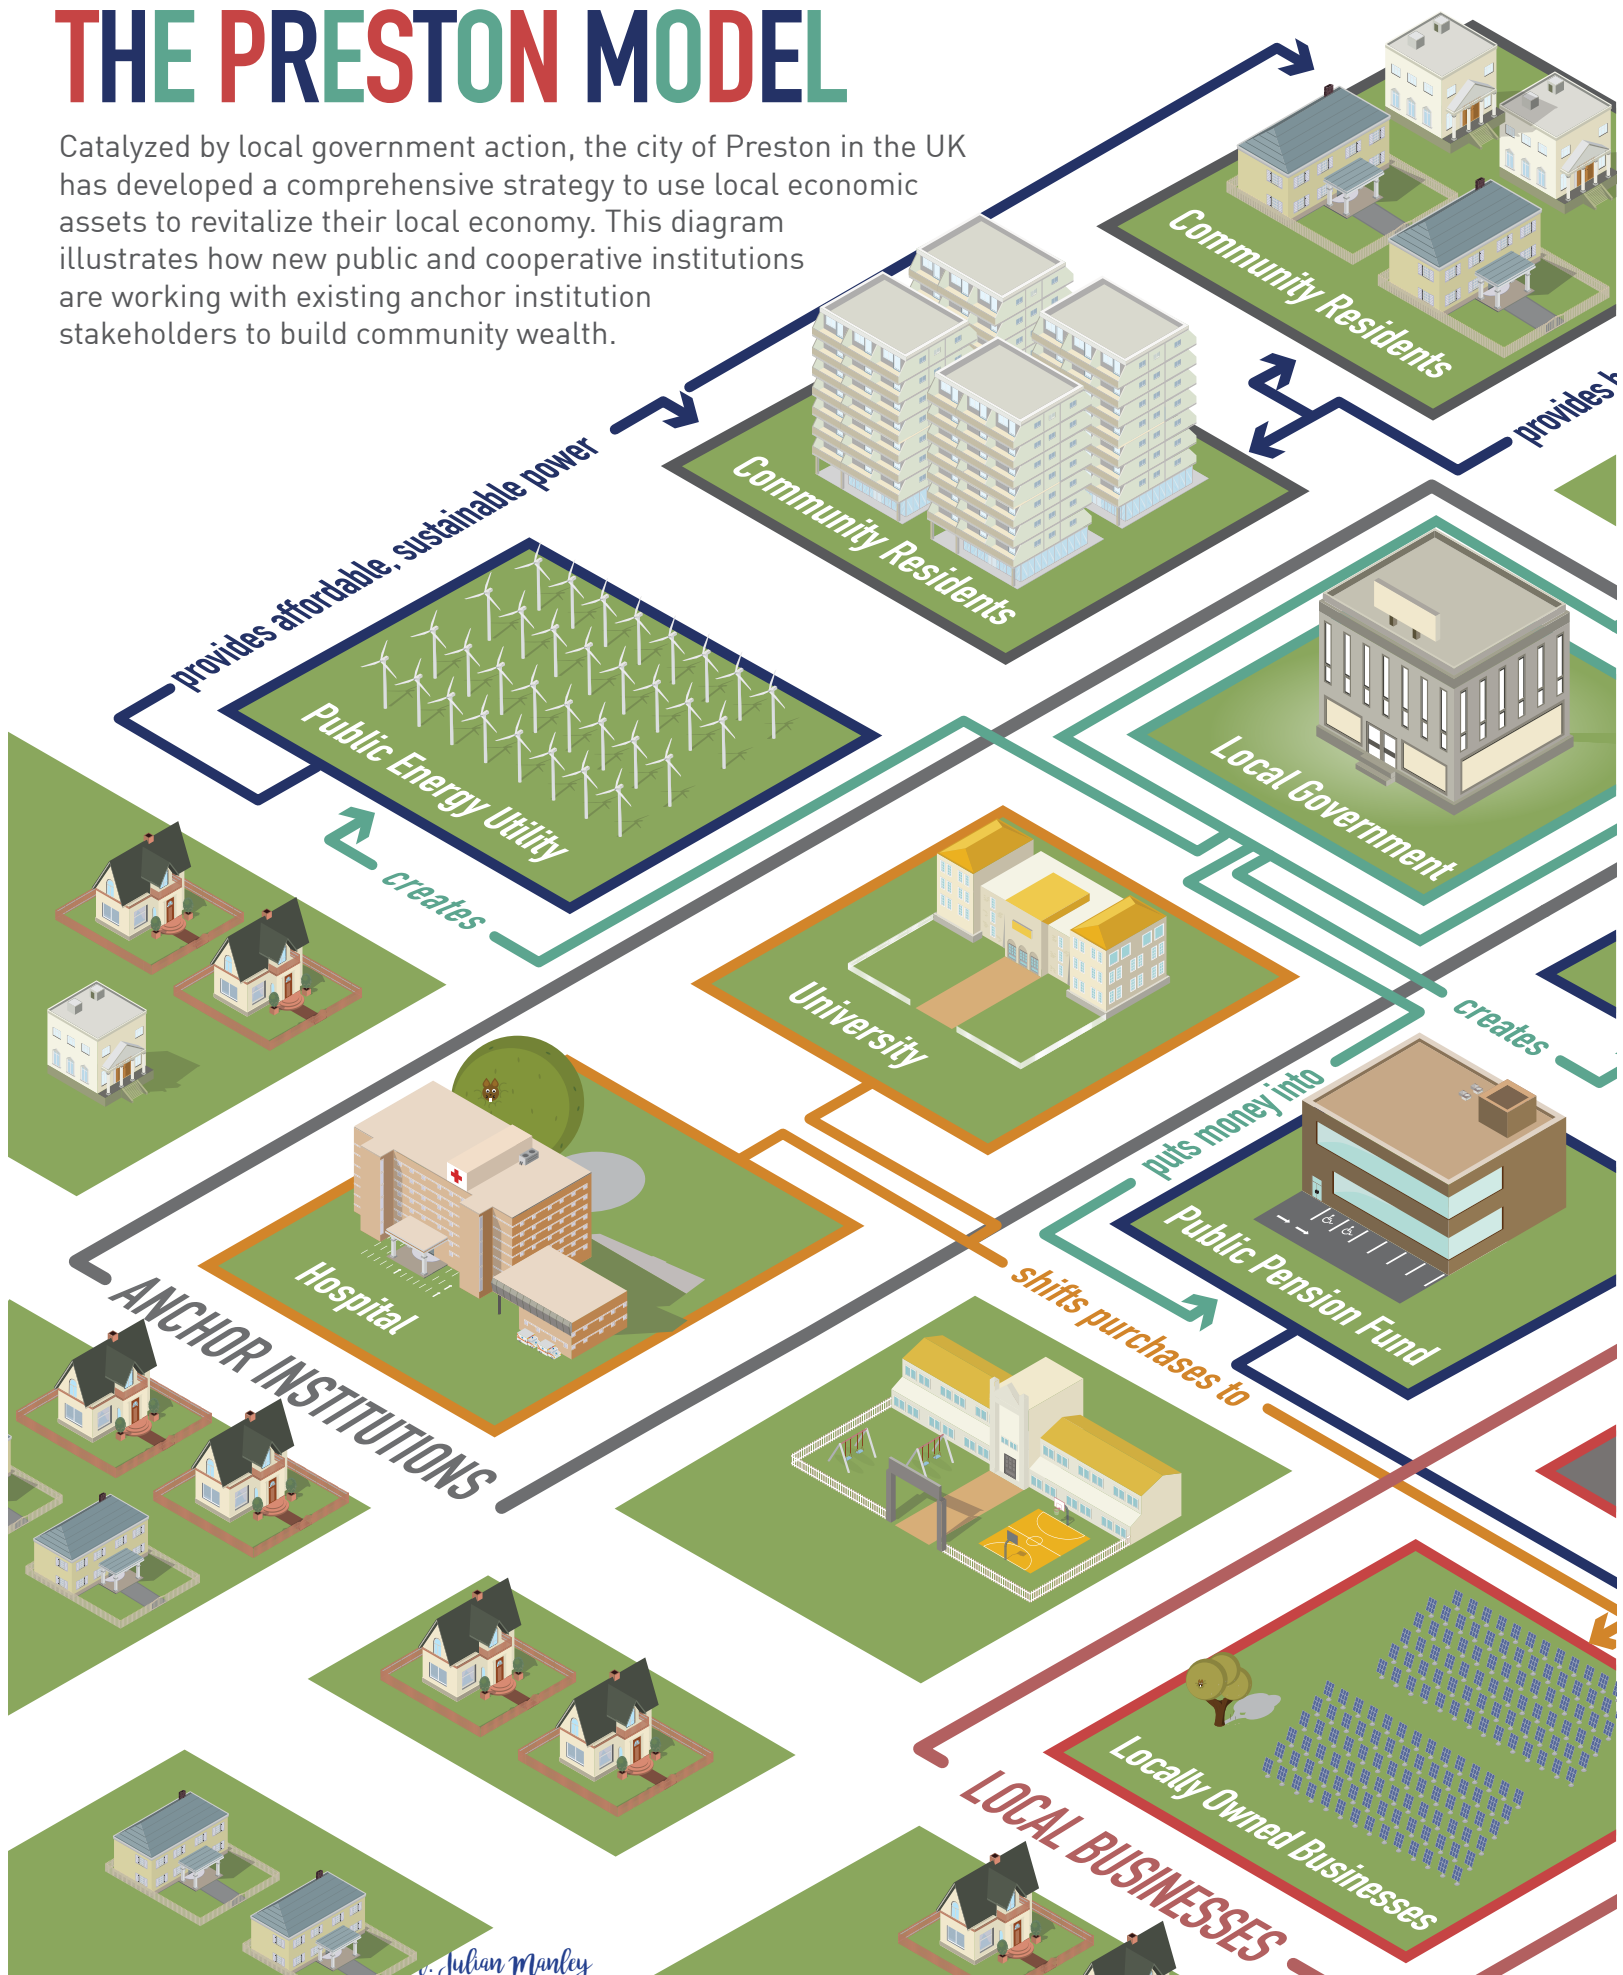 THE PRESTON MODEL
Catalyzed by local government action, the city of Preston in the UK
has developed a comprehensive strategy to use local economic
assets to revitalize their local economy. This diagram
illustrates how new public and cooperative institutions
are working with existing anchor institution
stakeholders to build community wealth.
Community Residents
provides
Community Residents
provides affordable, sustainable power
Public Energy Utility
Local Government
creates
University
creates
puts money into
Public Pension Fund
Hospital
shifts purchases to
ANCHOR INSTITUTIONS
Locally Owned Businesses
LOCAL BUSINESSES
Julian Manley